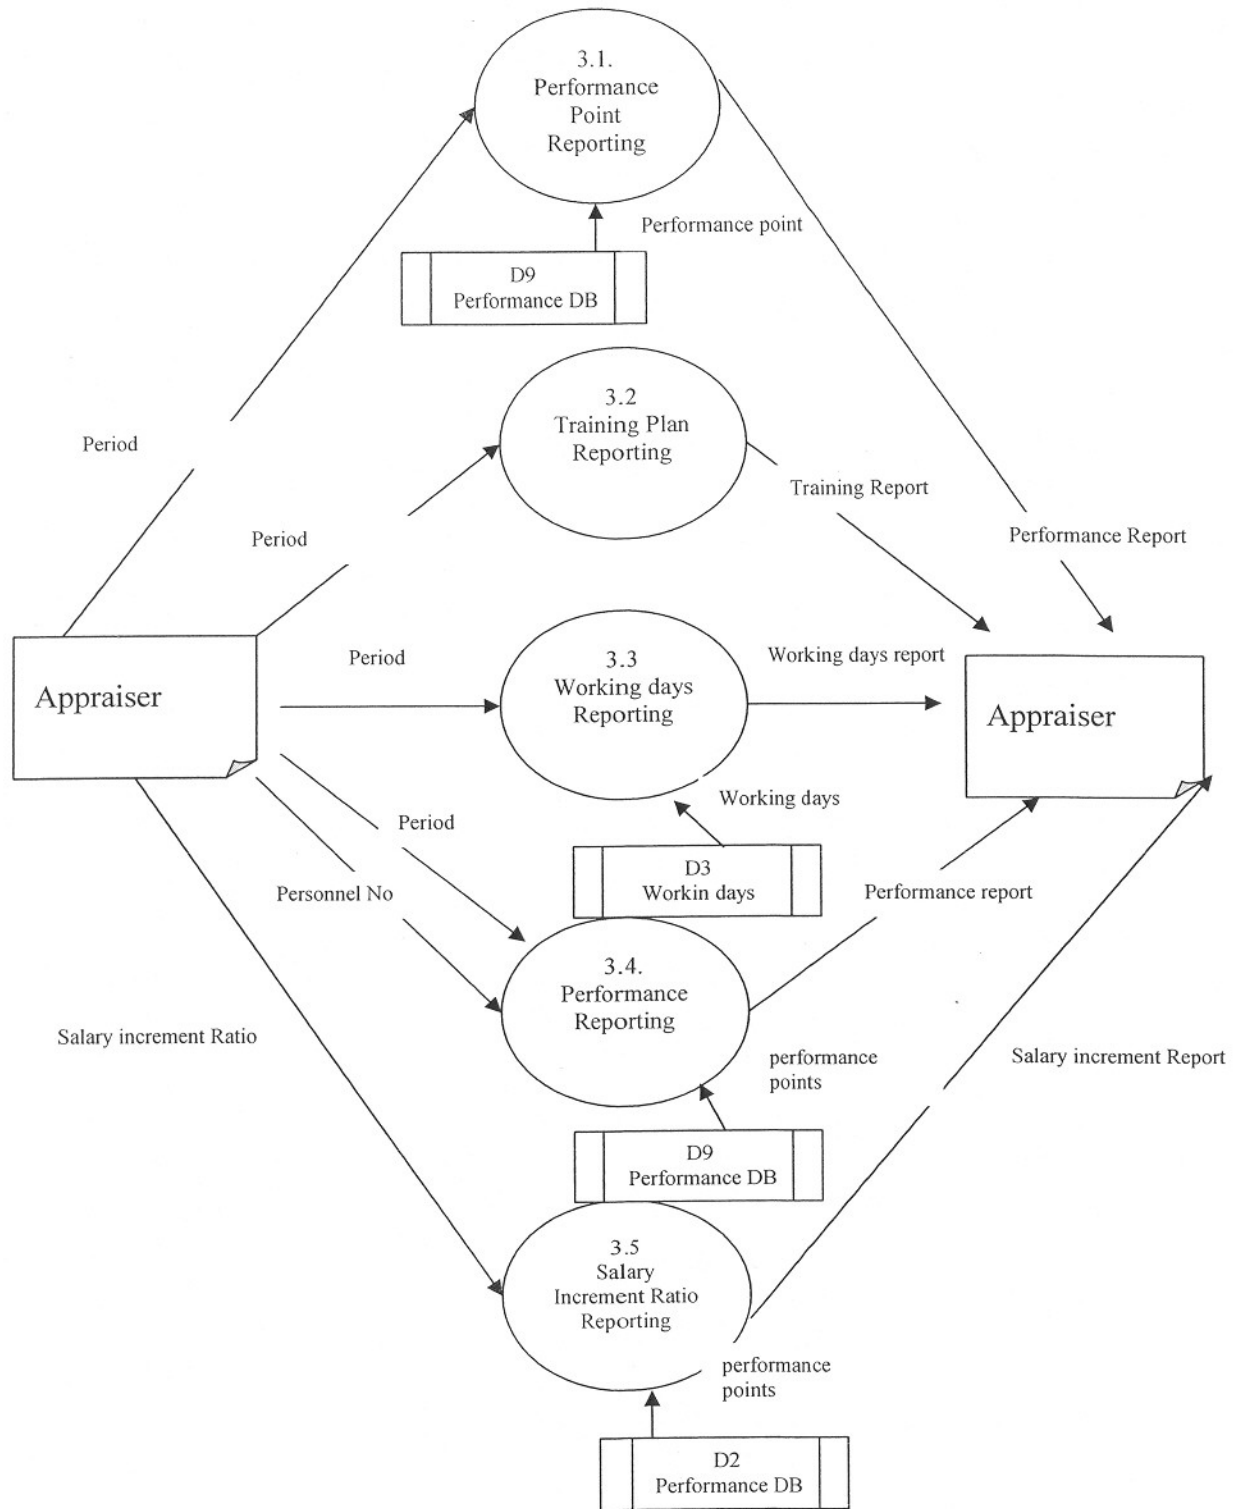 3.1.
Performance
Point
Reporting
Performance point
D9
Performance DB
3.2
Training Plan
Reporting
Period
Training Report
Period
Performance Report
Appraiser
Period
3.3
Working days
Reporting
Working days report
Appraiser
Working days
Period
D3
Workin days
Personnel No
Performance report
3.4.
Performance
Reporting
Salary increment Ratio
performance
points
Salary increment Report
D9
Performance DB
3.5
Salary
Increment Ratio
Reporting
performance
points
D2
Performance DB